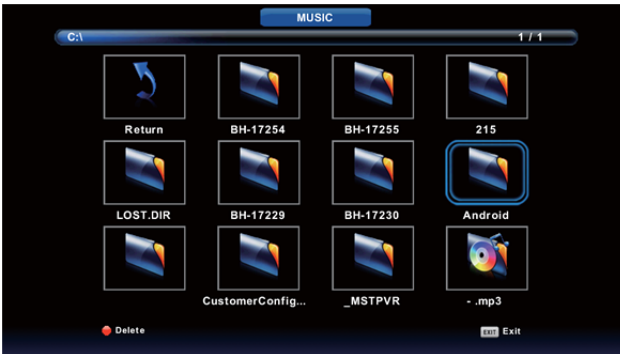 MUSIC
C:\ 1 / 1
Return BH-17254 BH-17255 215
LOST.DIR BH-17229 BH-17230 Android
CustomerConfig... _MSTPVR - .mp3
Delete EXIT Exit